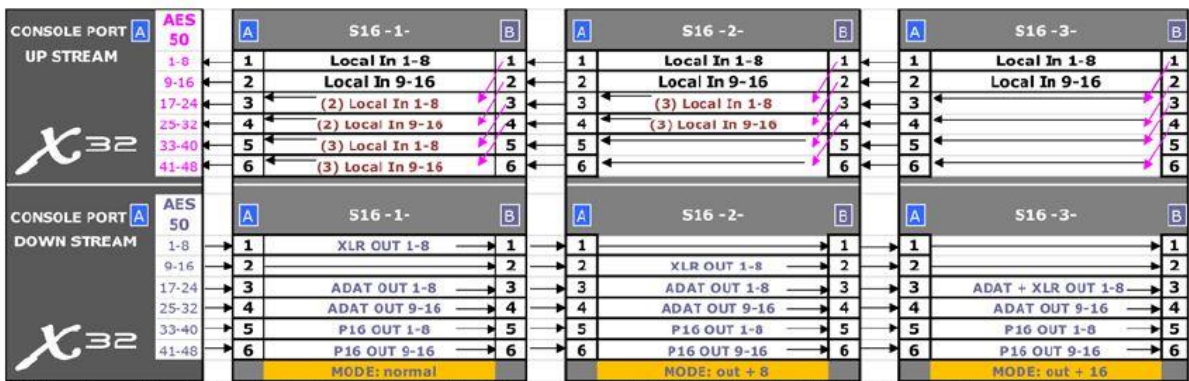 CONSOLE PORT A AES 50 A S16 -1- B A S16 -2- B A S16 -3- B
UP STREAM
1-8 1 Local In 1-8 1 1 Local In 1-8 1 1 Local In 1-8 1
9-16 2 Local In 9-16 2 2 Local In 9-16 2 2 Local In 9-16 2
17-24 3 (2) Local In 1-8 3 3 (3) Local In 1-8 3 3 3
25-32 4 (2) Local In 9-16 4 4 (3) Local In 9-16 4 4 4
33-40 5 (3) Local In 1-8 5 5 5 5 5
41-48 6 (3) Local In 9-16 6 6 6 6 6
X32
CONSOLE PORT A AES 50 A S16 -1- B A S16 -2- B A S16 -3- B
DOWN STREAM
1-8 1 XLR OUT 1-8 1 1 1 1 1
9-16 2 2 2 XLR OUT 1-8 2 2 2
17-24 3 ADAT OUT 1-8 3 3 ADAT OUT 1-8 3 3 ADAT + XLR OUT 1-8 3
25-32 4 ADAT OUT 9-16 4 4 ADAT OUT 9-16 4 4 ADAT OUT 9-16 4
33-40 5 P16 OUT 1-8 5 5 P16 OUT 1-8 5 5 P16 OUT 1-8 5
41-48 6 P16 OUT 9-16 6 6 P16 OUT 9-16 6 6 P16 OUT 9-16 6
X32
MODE: normal MODE: out + 8 MODE: out + 16